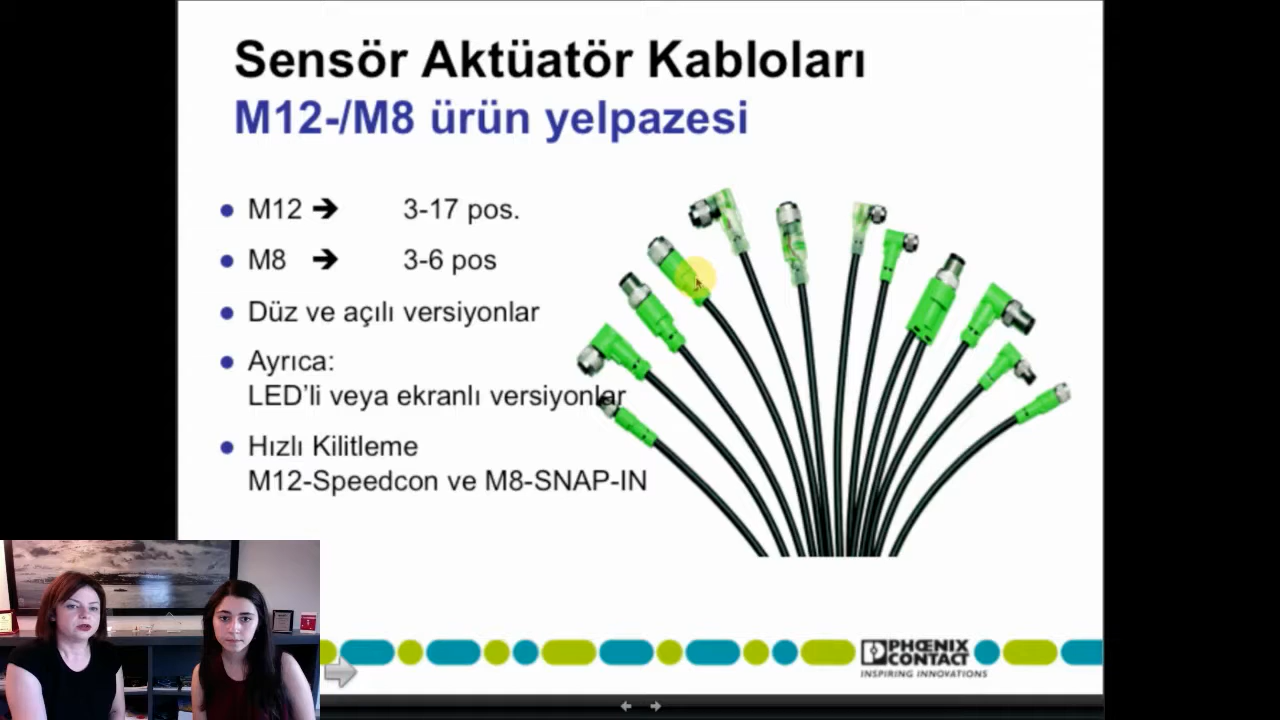 Sensör Aktüatör Kabloları
M12-/M8 ürün yelpazesi
M12 ➔ 3-17 pos.
M8 ➔ 3-6 pos
Düz ve açılı versiyonlar
Ayrıca:
LED'li veya ekranlı versiyonlar
Hızlı Kilitleme
M12-Speedcon ve M8-SNAP-IN
PHŒNIX
CONTACT
INSPIRING INNOVATIONS